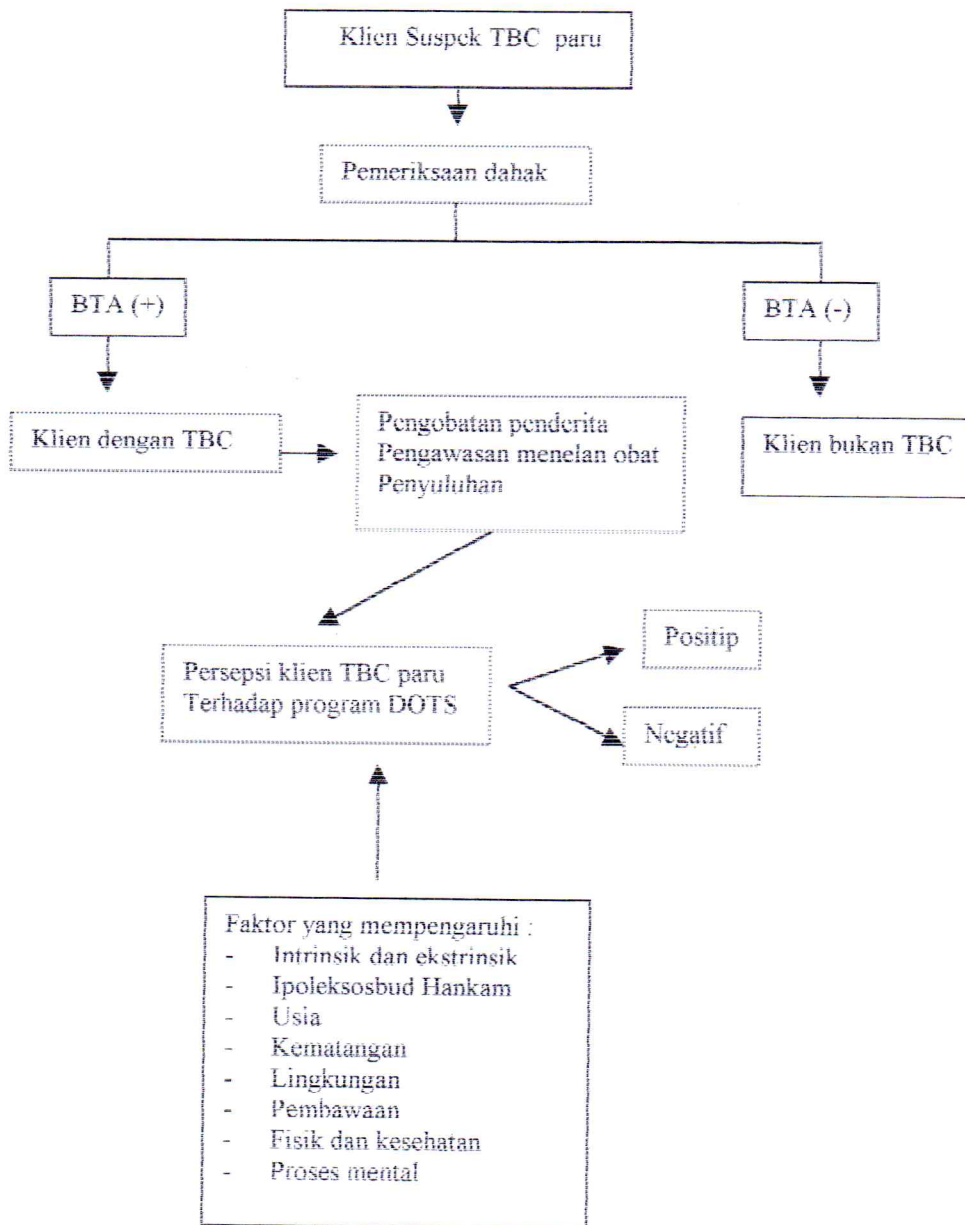 Klien Suspek TBC paru
Pemeriksaan dahak
BTA (+)
BTA (-)
Klien dengan TBC
Pengobatan penderita
Pengawasan menelan obat
Penyuluhan
Klien bukan TBC
Persepsi klien TBC paru
Terhadap program DOTS
Positip
Negatif
Faktor yang mempengaruhi :
- Intrinsik dan ekstrinsik
- Ipoleksosbud Hankam
- Usia
- Kematangan
- Lingkungan
- Pembawaan
- Fisik dan kesehatan
- Proses mental